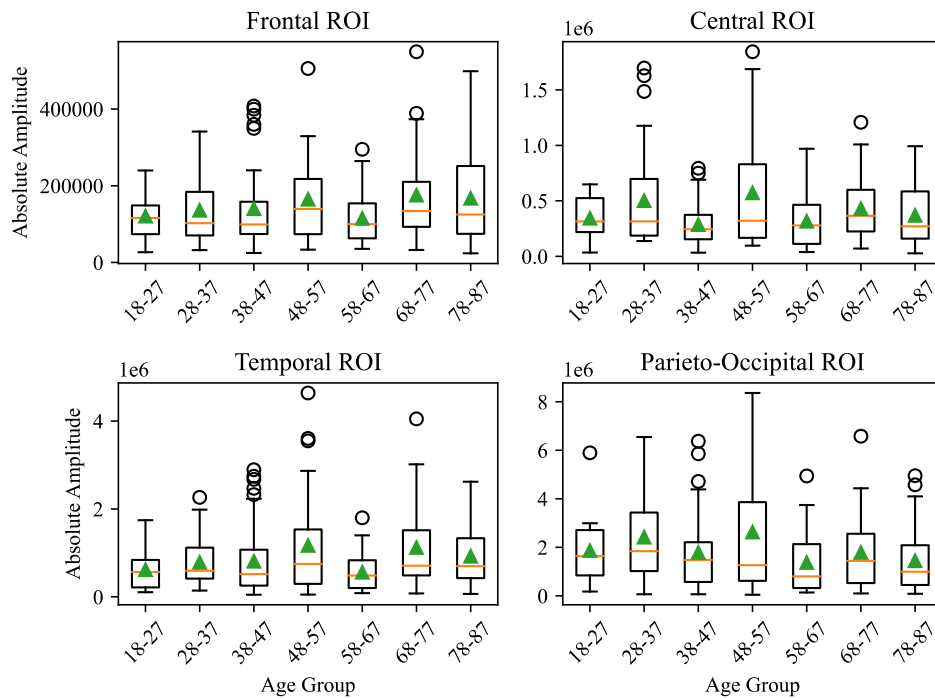 Frontal ROI
Absolute Amplitude
400000
200000
0
18-27 28-37 38-47 48-57 58-67 68-77 78-87
Central ROI
1e6
1.5
1.0
0.5
0.0
18-27 28-37 38-47 48-57 58-67 68-77 78-87
Temporal ROI
1e6
Absolute Amplitude
4
2
0
18-27 28-37 38-47 48-57 58-67 68-77 78-87
Age Group
Parieto-Occipital ROI
1e6
8
6
4
2
0
18-27 28-37 38-47 48-57 58-67 68-77 78-87
Age Group